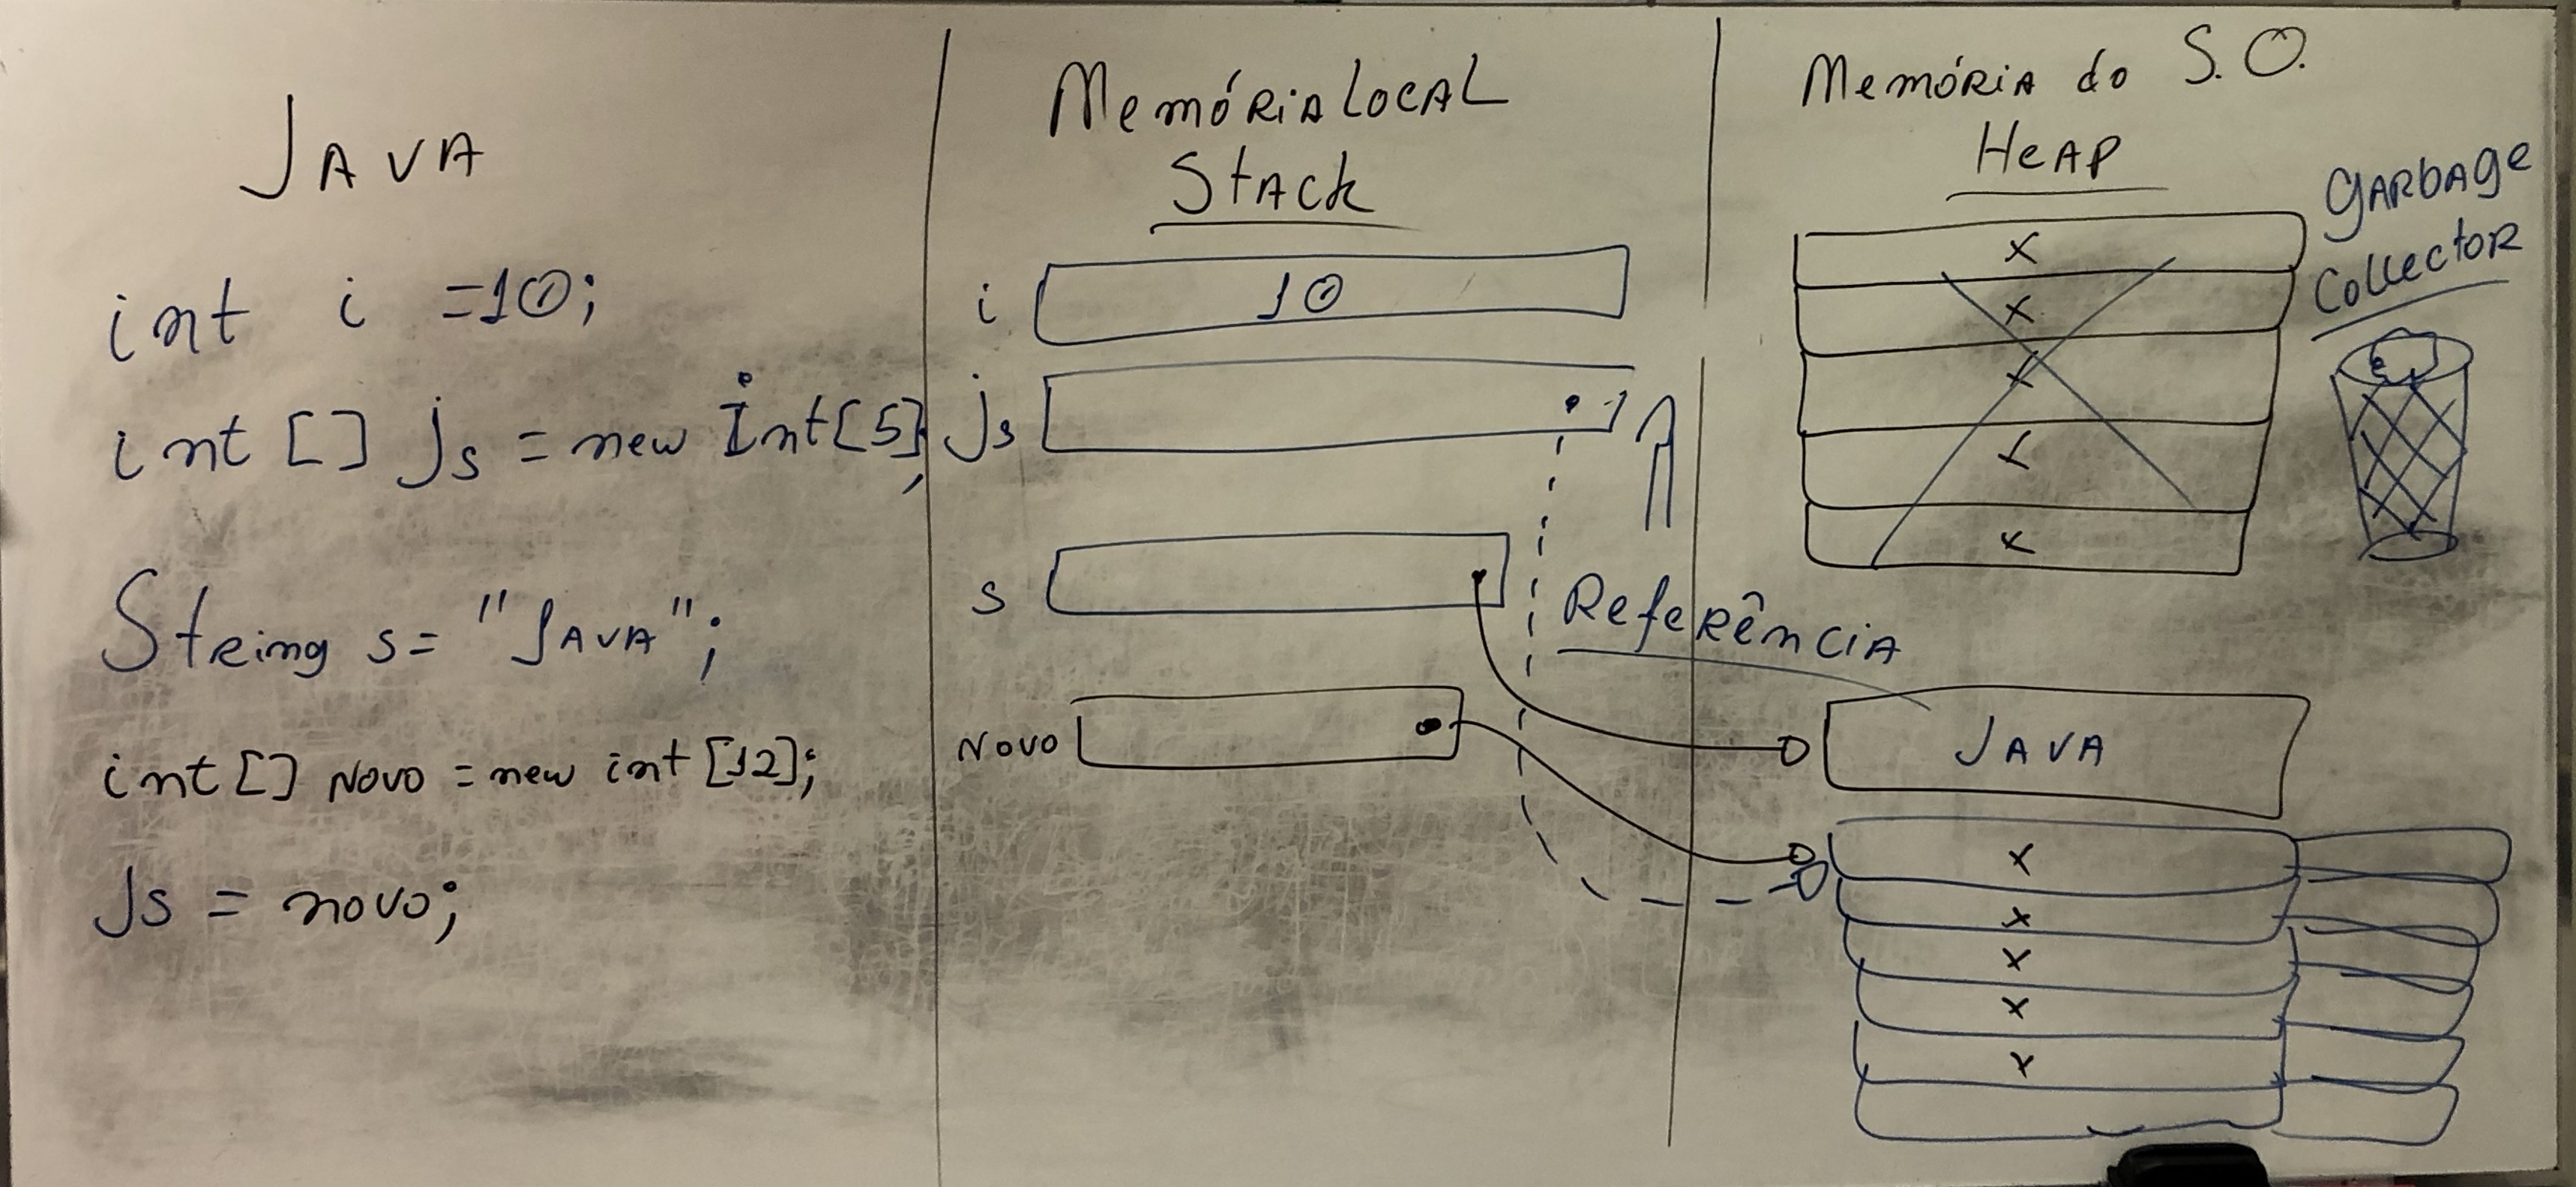 JAVA
int i =10;
int [] js = new Int[5];
String s= "JAVA";
int[] Novo = new int [12];
Js = novo;
Memória Local
Stack
i 10
js
s
Novo
Referência
Memória do S.O.
Heap
x
x
x
x
x
Garbage
Collector
JAVA
x
x
x
x
x